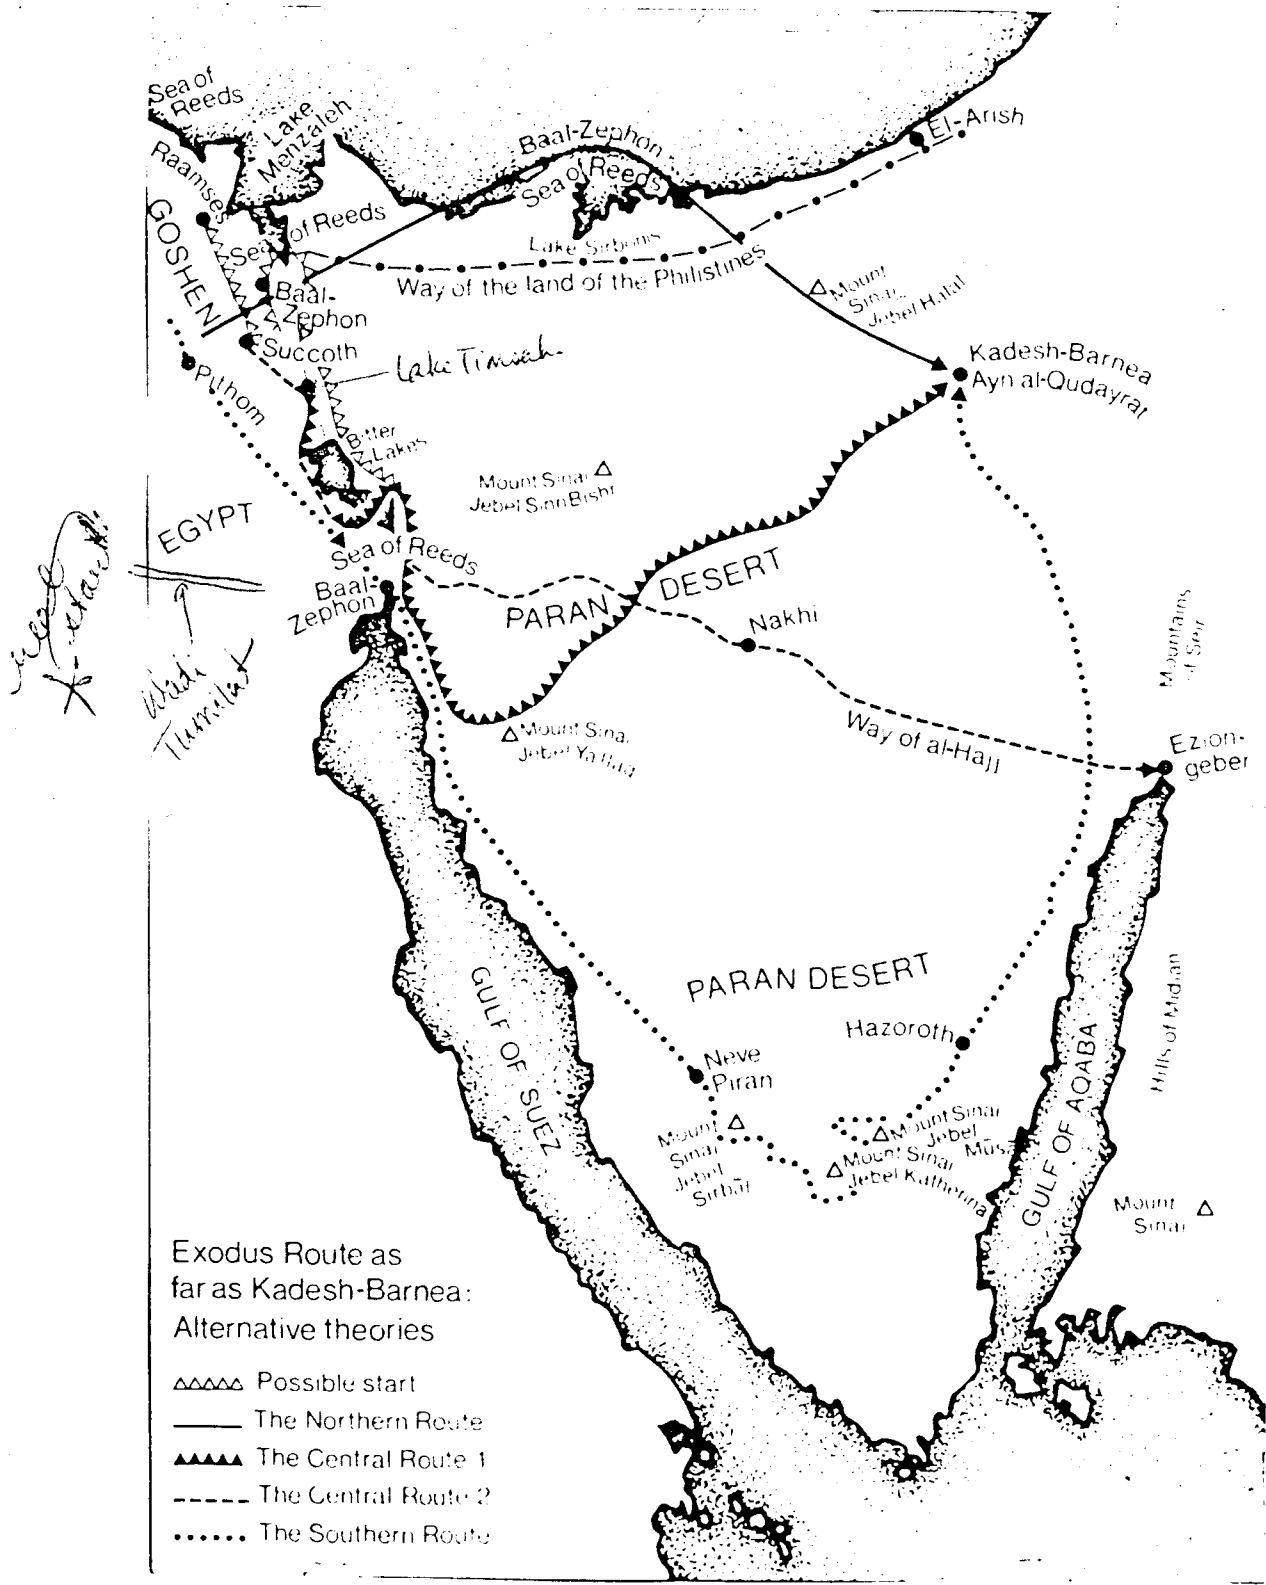 Sea of
Reeds
Lake
Menzaleh
Raamses
GOSHEN
Sea of Reeds
Baal-Zephon
Sea of Reeds
El-Arish
Lake Sirbonis
Way of the land of the Philistines
Baal-
Zephon
Succoth
Lake Timsah
Pithom
Mount
Sinai
Jebel Halal
Kadesh-Barnea
Ayn al-Qudayrat
Bitter
Lakes
Mount Sinai
Jebel Sinn Bishr
EGYPT
Sea of Reeds
Baal-
Zephon
PARAN DESERT
Nakhl
Wadi
Tumilat
Mountains
of Seir
Mount Sinai
Jebel Ya'llaq
Way of al-Hajj
Ezion-
geber
GULF OF SUEZ
PARAN DESERT
Hazoroth
Neve
Piran
Hills of Midian
GULF OF AQABA
Mount
Sinai
Jebel
Sirbāl
Mount Sinai
Jebel
Mūsa
Mount Sinai
Jebel Katherina
Mount
Sinai
Exodus Route as
far as Kadesh-Barnea:
Alternative theories
Possible start
The Northern Route
The Central Route 1
The Central Route 2
The Southern Route